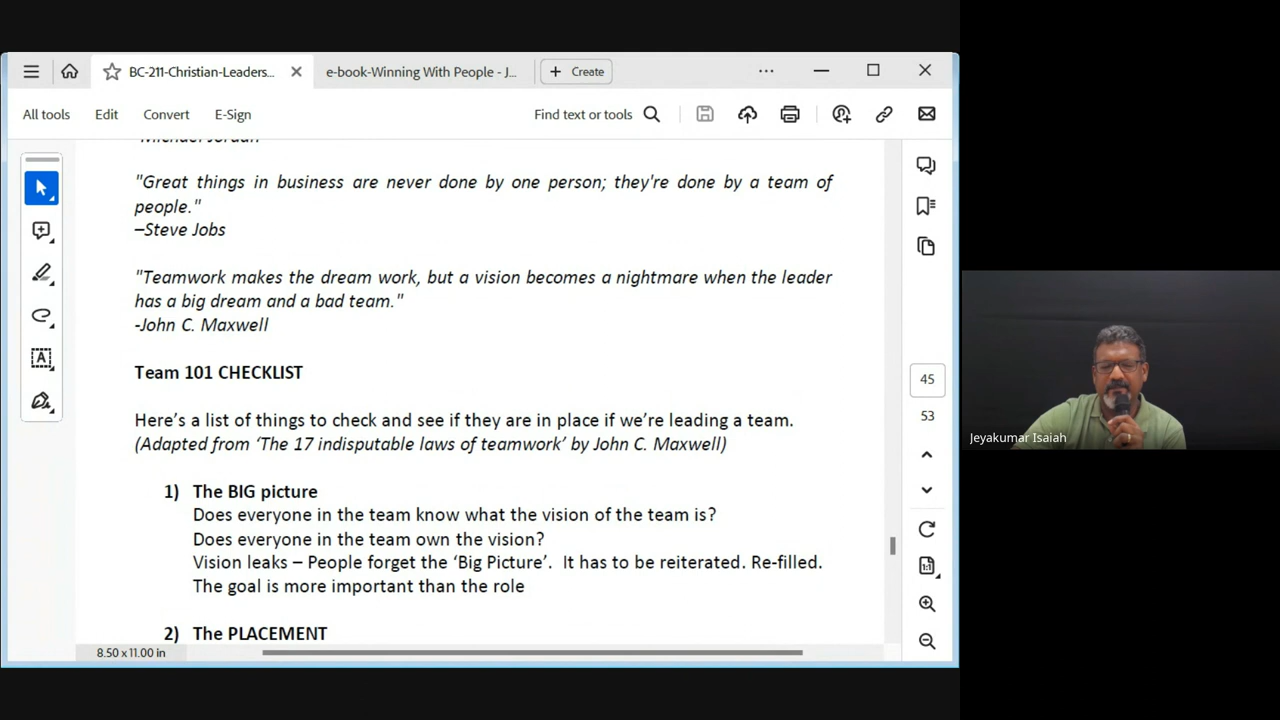 BC-211-Christian-Leaders...
e-book-Winning With People - J...
Create
All tools
Edit
Convert
E-Sign
Find text or tools
-Michael Jordan
"Great things in business are never done by one person; they're done by a team of
people."
–Steve Jobs
"Teamwork makes the dream work, but a vision becomes a nightmare when the leader
has a big dream and a bad team."
-John C. Maxwell
Team 101 CHECKLIST
Here's a list of things to check and see if they are in place if we're leading a team.
(Adapted from 'The 17 indisputable laws of teamwork' by John C. Maxwell)
1) The BIG picture
Does everyone in the team know what the vision of the team is?
Does everyone in the team own the vision?
Vision leaks – People forget the 'Big Picture'. It has to be reiterated. Re-filled.
The goal is more important than the role
2) The PLACEMENT
8.50 x 11.00 in
45
53
1:1
Jeyakumar Isaiah